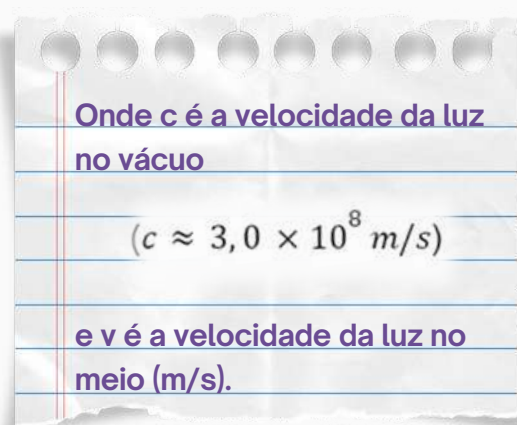 Onde c é a velocidade da luz
no vácuo
(c ≈ 3,0 × 10⁸ m/s)
e v é a velocidade da luz no
meio (m/s).